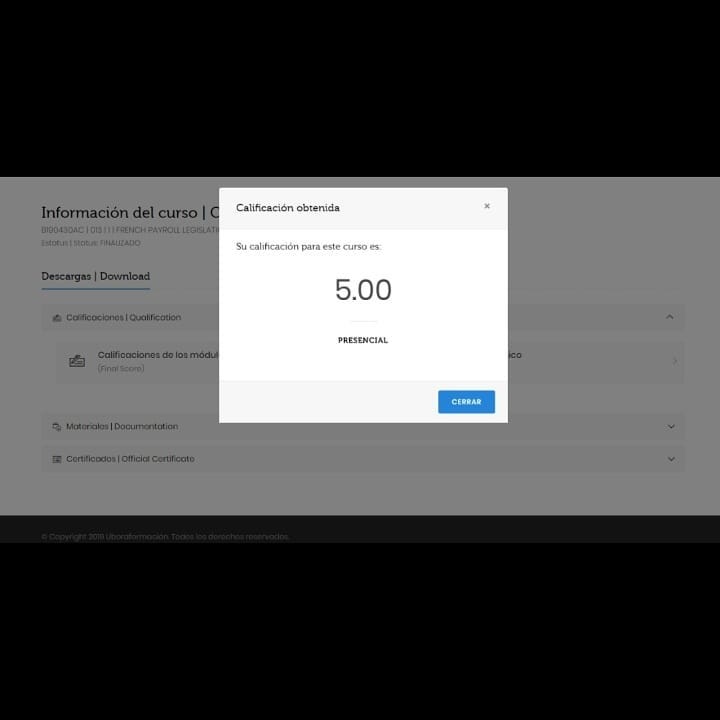 Información del curso | C
B190430AC | 013 | 1 | FRENCH PAYROLL LEGISLATI
Estatus | Status: FINALIZADO
Descargas | Download
Calificaciones | Qualification
Calificaciones de los módul
ico
(Final Score)
Calificación obtenida
×
Su calificación para este curso es:
5.00
PRESENCIAL
CERRAR
Materiales | Documentation
Certificados | Official Certificate
© Copyright 2019 Uboraformación. Todos los derechos reservados.